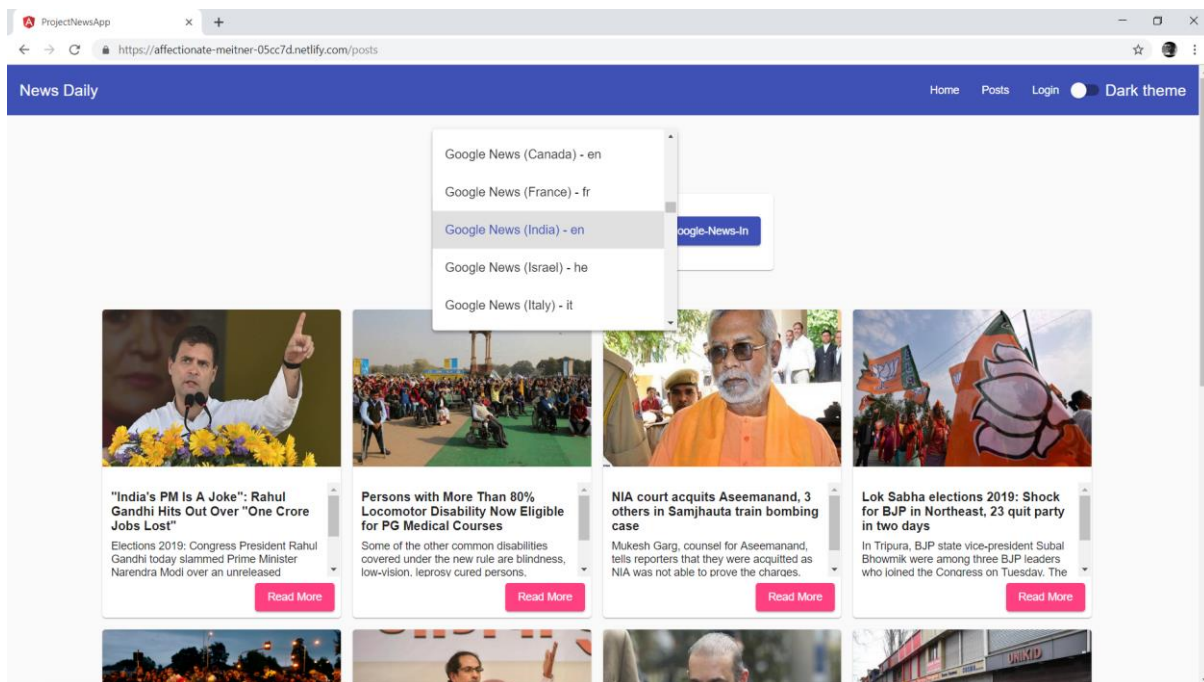 ProjectNewsApp
https://affectionate-meitner-05cc7d.netlify.com/posts
News Daily
Home Posts Login Dark theme
Google News (Canada) - en
Google News (France) - fr
Google News (India) - en
oogle-News-In
Google News (Israel) - he
Google News (Italy) - it
"India's PM Is A Joke": Rahul
Gandhi Hits Out Over "One Crore
Jobs Lost"
Elections 2019: Congress President Rahul
Gandhi today slammed Prime Minister
Narendra Modi over an unreleased
Read More
Persons with More Than 80%
Locomotor Disability Now Eligible
for PG Medical Courses
Some of the other common disabilities
covered under the new rule are blindness,
low-vision, leprosy cured persons,
Read More
NIA court acquits Aseemanand, 3
others in Samjhauta train bombing
case
Mukesh Garg, counsel for Aseemanand,
tells reporters that they were acquitted as
NIA was not able to prove the charges.
Read More
Lok Sabha elections 2019: Shock
for BJP in Northeast, 23 quit party
in two days
In Tripura, BJP state vice-president Subal
Bhowmik were among three BJP leaders
who joined the Congress on Tuesday. The
Read More
UNIKID